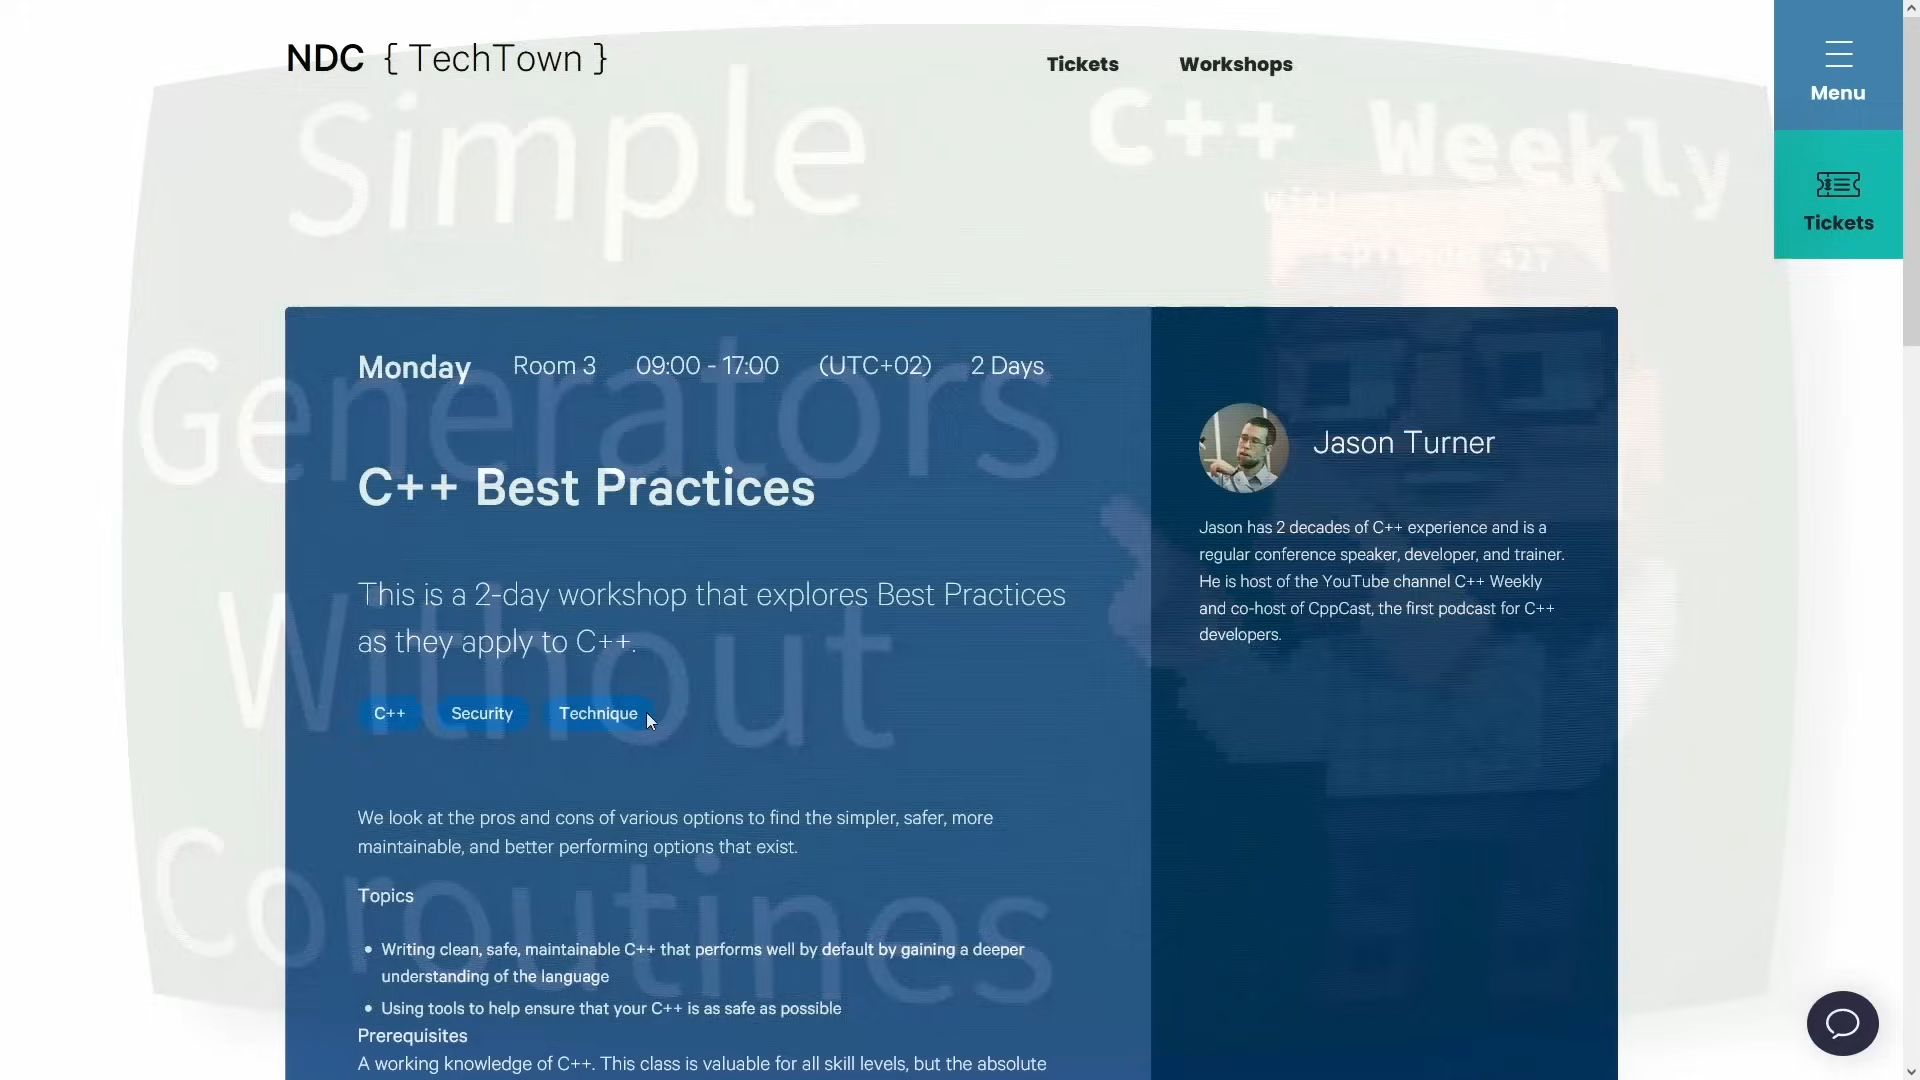 NDC { TechTown }
Tickets
Workshops
Menu
Tickets
Simple
C++ Weekly
Generators
Without
Coroutines
Monday
Room 3
09:00 - 17:00
(UTC+02)
2 Days
C++ Best Practices
This is a 2-day workshop that explores Best Practices
as they apply to C++.
C++
Security
Technique
We look at the pros and cons of various options to find the simpler, safer, more
maintainable, and better performing options that exist.
Topics
• Writing clean, safe, maintainable C++ that performs well by default by gaining a deeper
understanding of the language
• Using tools to help ensure that your C++ is as safe as possible
Prerequisites
A working knowledge of C++. This class is valuable for all skill levels, but the absolute
Jason Turner
Jason has 2 decades of C++ experience and is a
regular conference speaker, developer, and trainer.
He is host of the YouTube channel C++ Weekly
and co-host of CppCast, the first podcast for C++
developers.